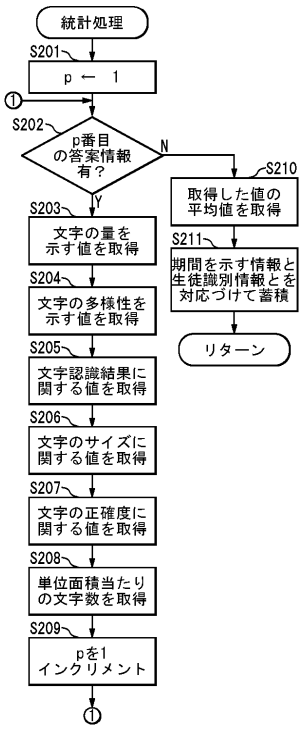 統計処理
S201
p ← 1
①
S202
p番目
の答案情報
有？
N
Y
S203
文字の量を
示す値を取得
S204
文字の多様性を
示す値を取得
S205
文字認識結果に
関する値を取得
S206
文字のサイズに
関する値を取得
S207
文字の正確度に
関する値を取得
S208
単位面積当たり
の文字数を取得
S209
pを1
インクリメント
①
S210
取得した値の
平均値を取得
S211
期間を示す情報と
生徒識別情報とを
対応づけて蓄積
リターン